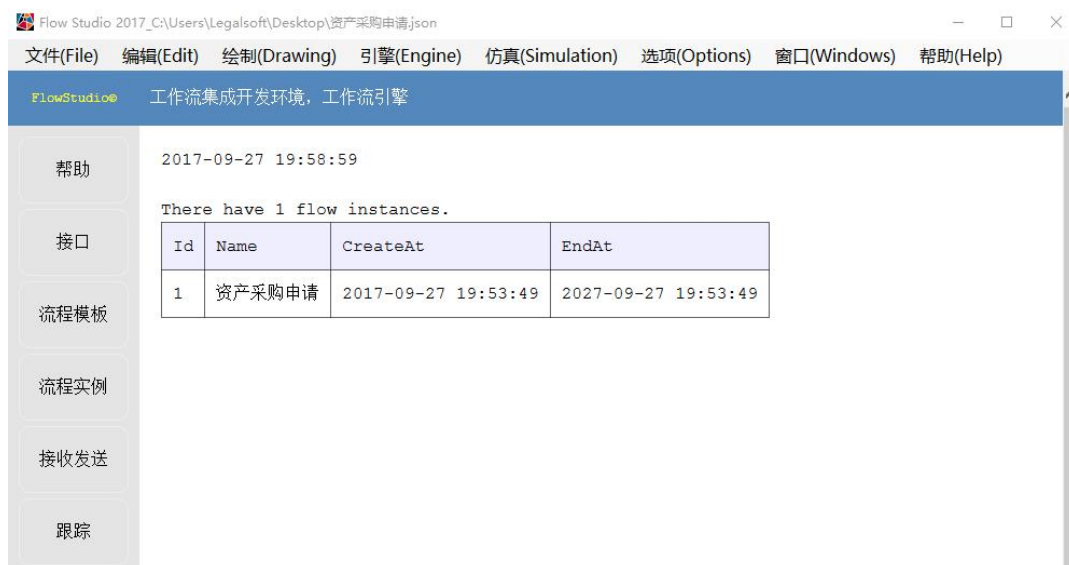 Flow Studio 2017_C:\Users\Legalsoft\Desktop\资产采购申请.json
文件(File) 编辑(Edit) 绘制(Drawing) 引擎(Engine) 仿真(Simulation) 选项(Options) 窗口(Windows) 帮助(Help)
FlowStudio® 工作流集成开发环境，工作流引擎
帮助
接口
流程模板
流程实例
接收发送
跟踪
2017-09-27 19:58:59
There have 1 flow instances.
Id Name CreateAt EndAt
1 资产采购申请 2017-09-27 19:53:49 2027-09-27 19:53:49